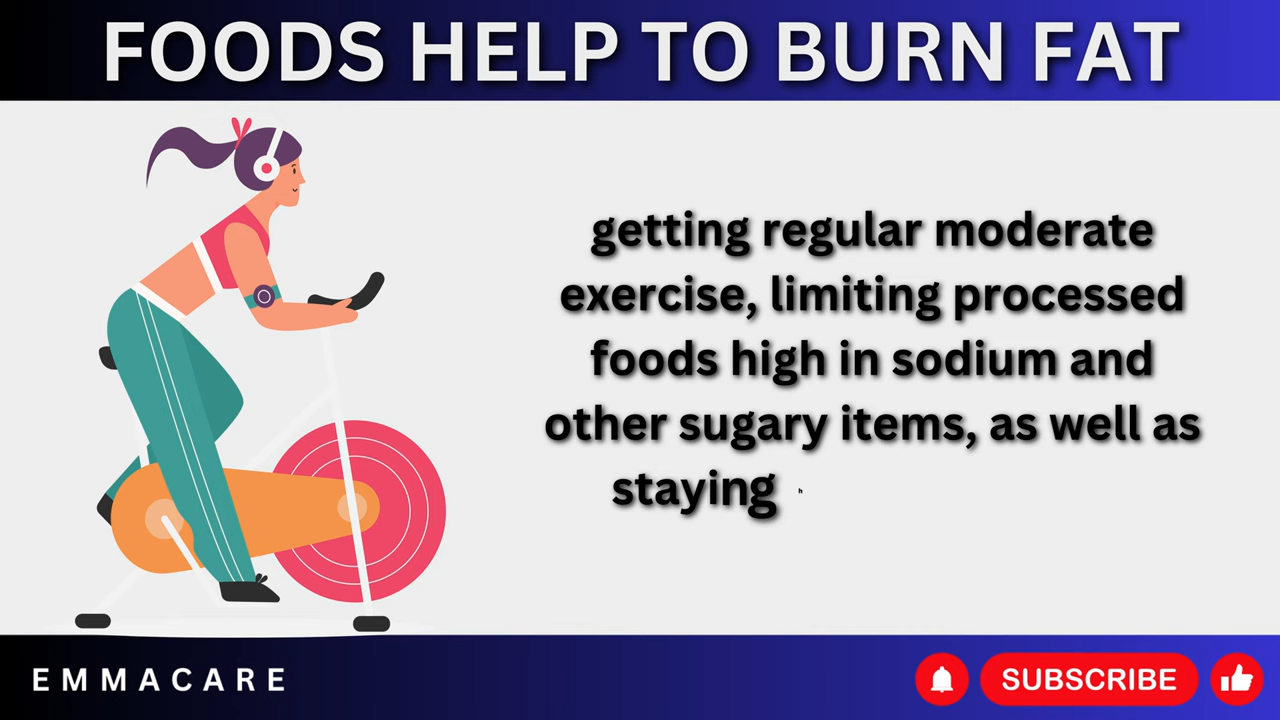 FOODS HELP TO BURN FAT
getting regular moderate
exercise, limiting processed
foods high in sodium and
other sugary items, as well as
staying h
EMMACARE
SUBSCRIBE